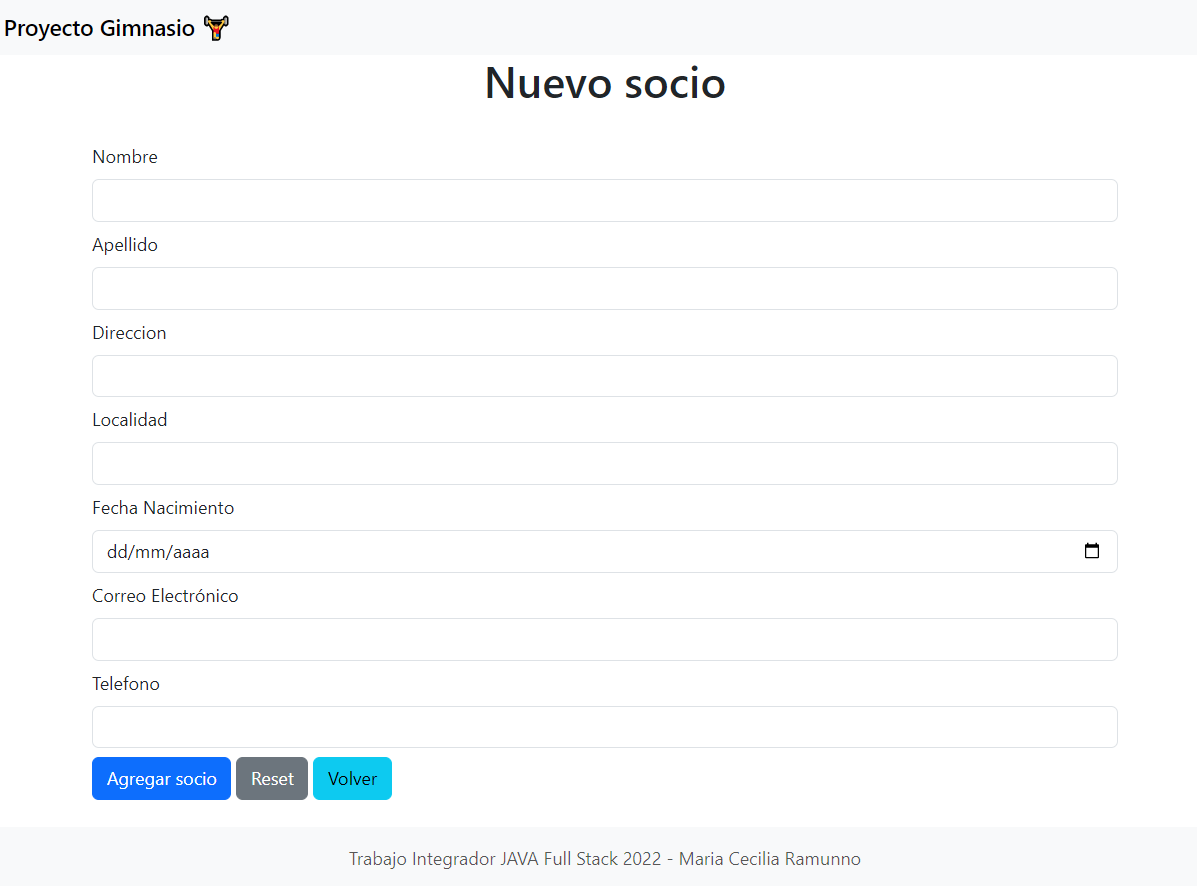 Proyecto Gimnasio
Nuevo socio
Nombre
Apellido
Direccion
Localidad
Fecha Nacimiento
dd/mm/aaaa
Correo Electrónico
Telefono
Agregar socio Reset Volver
Trabajo Integrador JAVA Full Stack 2022 - Maria Cecilia Ramunno